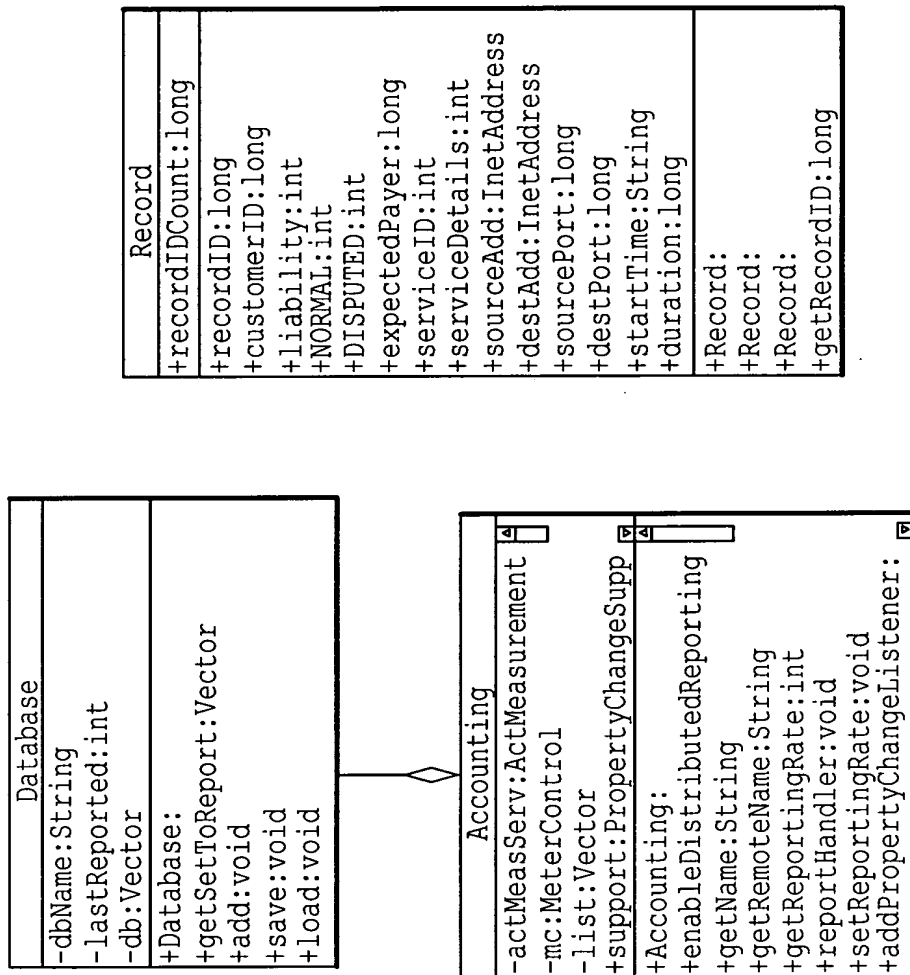 Database
-dbName:String
-lastReported:int
-db:Vector
+Database:
+getSetToReport:Vector
+add:void
+save:void
+load:void
Accounting
-actMeasServ:ActMeasurement
-mc:MeterControl
-list:Vector
+support:PropertyChangeSupp
+Accounting:
+enableDistributedReporting
+getName:String
+getRemoteName:String
+getReportingRate:int
+reportHandler:void
+setReportingRate:void
+addPropertyChangeListener:
Record
+recordIDCount:long
+recordID:long
+customerID:long
+liability:int
+NORMAL:int
+DISPUTED:int
+expectedPayer:long
+serviceID:int
+serviceDetails:int
+sourceAdd:InetAddress
+destAdd:InetAddress
+sourcePort:long
+destPort:long
+startTime:String
+duration:long
+Record:
+Record:
+Record:
+getRecordID:long